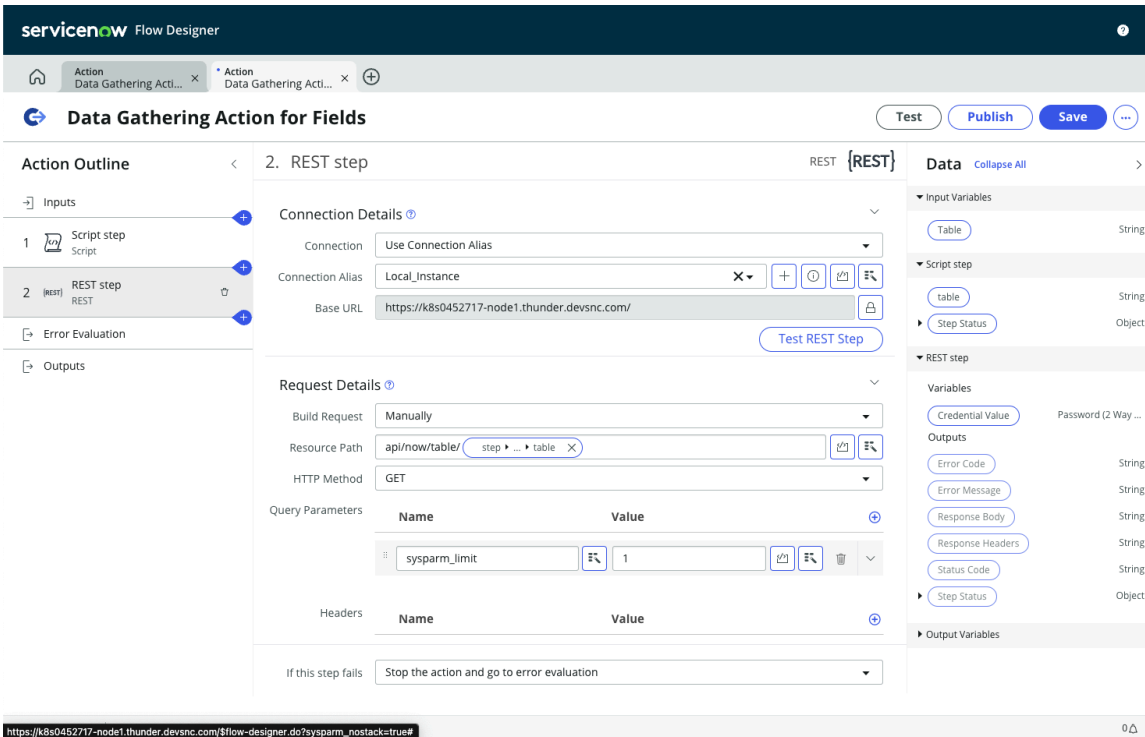 servicenow Flow Designer
Action
Data Gathering Acti...
Action
Data Gathering Acti...
Data Gathering Action for Fields
Test
Publish
Save
Action Outline
Inputs
1
Script step
Script
2
{REST}
REST step
REST
Error Evaluation
Outputs
2. REST step
REST {REST}
Connection Details
Connection
Use Connection Alias
Connection Alias
Local_Instance
Base URL
https://k8s0452717-node1.thunder.devsnc.com/
Test REST Step
Request Details
Build Request
Manually
Resource Path
api/now/table/ step ▸ ... ▸ table
HTTP Method
GET
Query Parameters
Name Value
sysparm_limit 1
Headers
Name Value
If this step fails
Stop the action and go to error evaluation
Data Collapse All
Input Variables
Table String
Script step
table String
Step Status Object
REST step
Variables
Credential Value Password (2 Way ...
Outputs
Error Code String
Error Message String
Response Body String
Response Headers String
Status Code String
Step Status Object
Output Variables
https://k8s0452717-node1.thunder.devsnc.com/$flow-designer.do?sysparm_nostack=true#
0